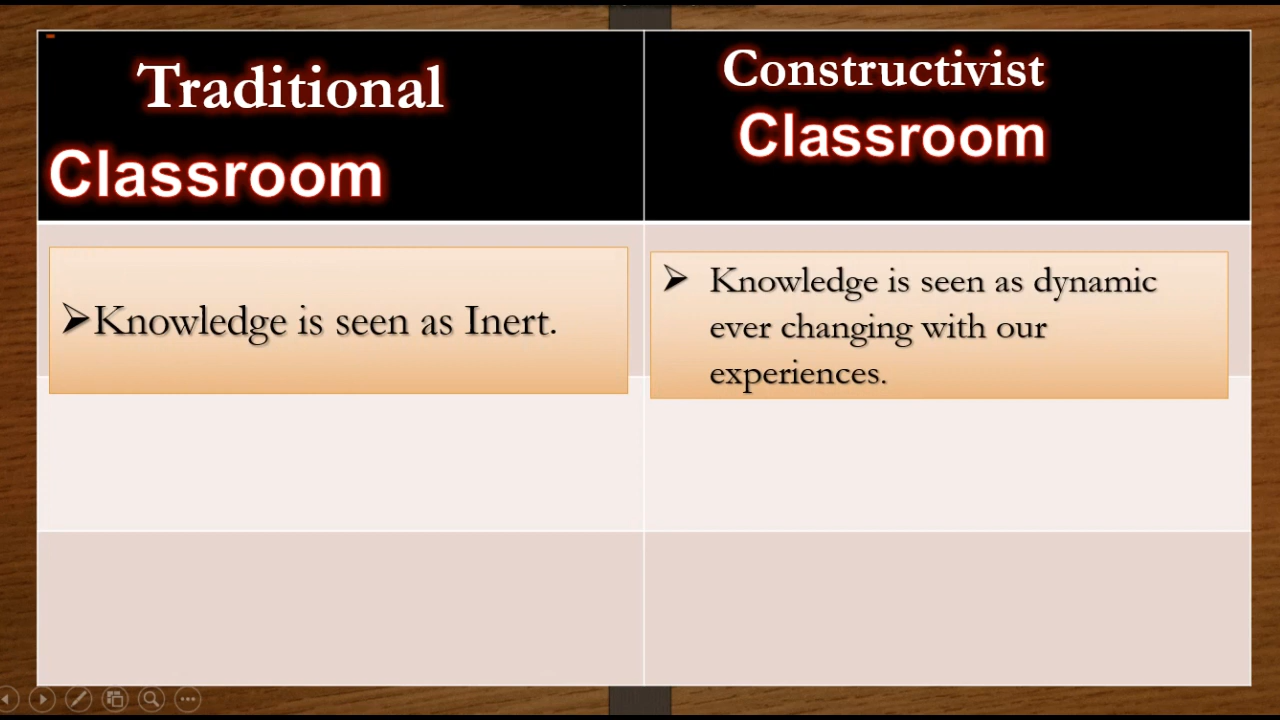 Traditional
Classroom
Constructivist
Classroom
➢Knowledge is seen as Inert.
➢ Knowledge is seen as dynamic
ever changing with our
experiences.